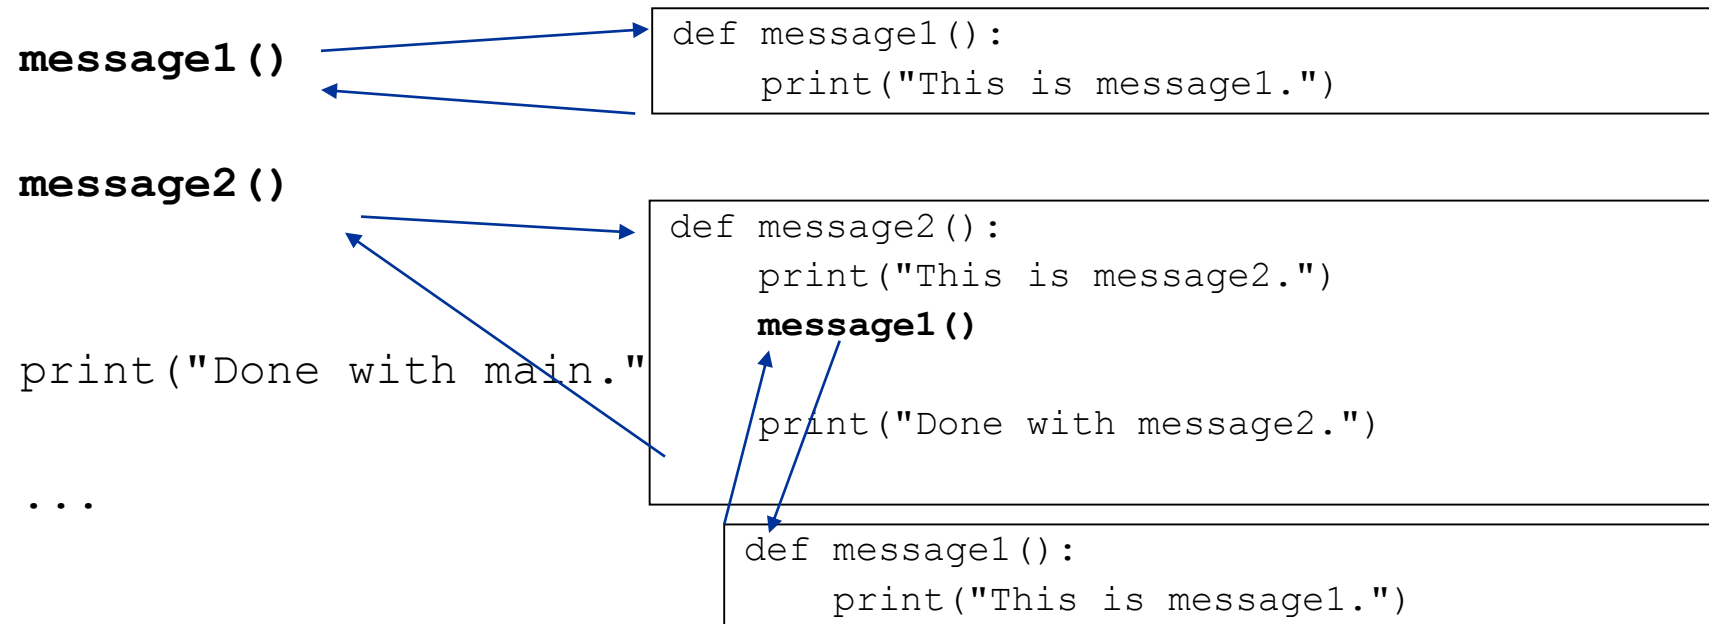 message1()
def message1():
    print("This is message1.")
message2()
def message2():
    print("This is message2.")
    message1()
    print("Done with message2.")
print("Done with main."
...
def message1():
    print("This is message1.")